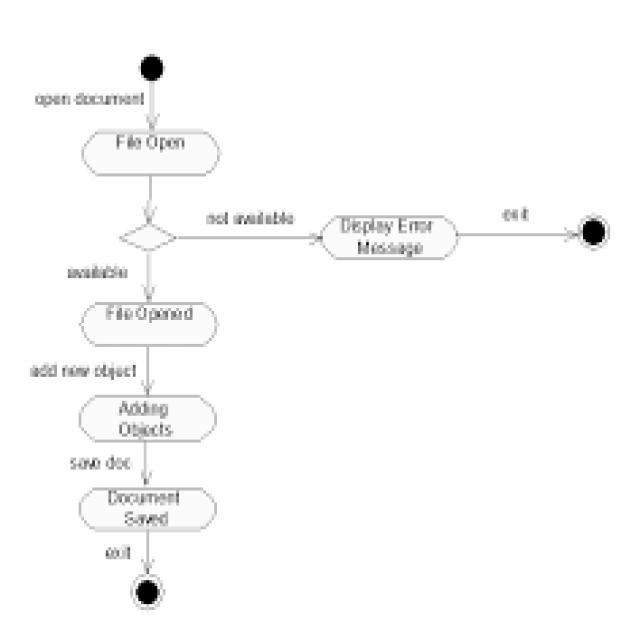 open document
File Open
not available
Display Error
Message
exit
available
File Opened
add new object
Adding
Objects
save doc
Document
Saved
exit